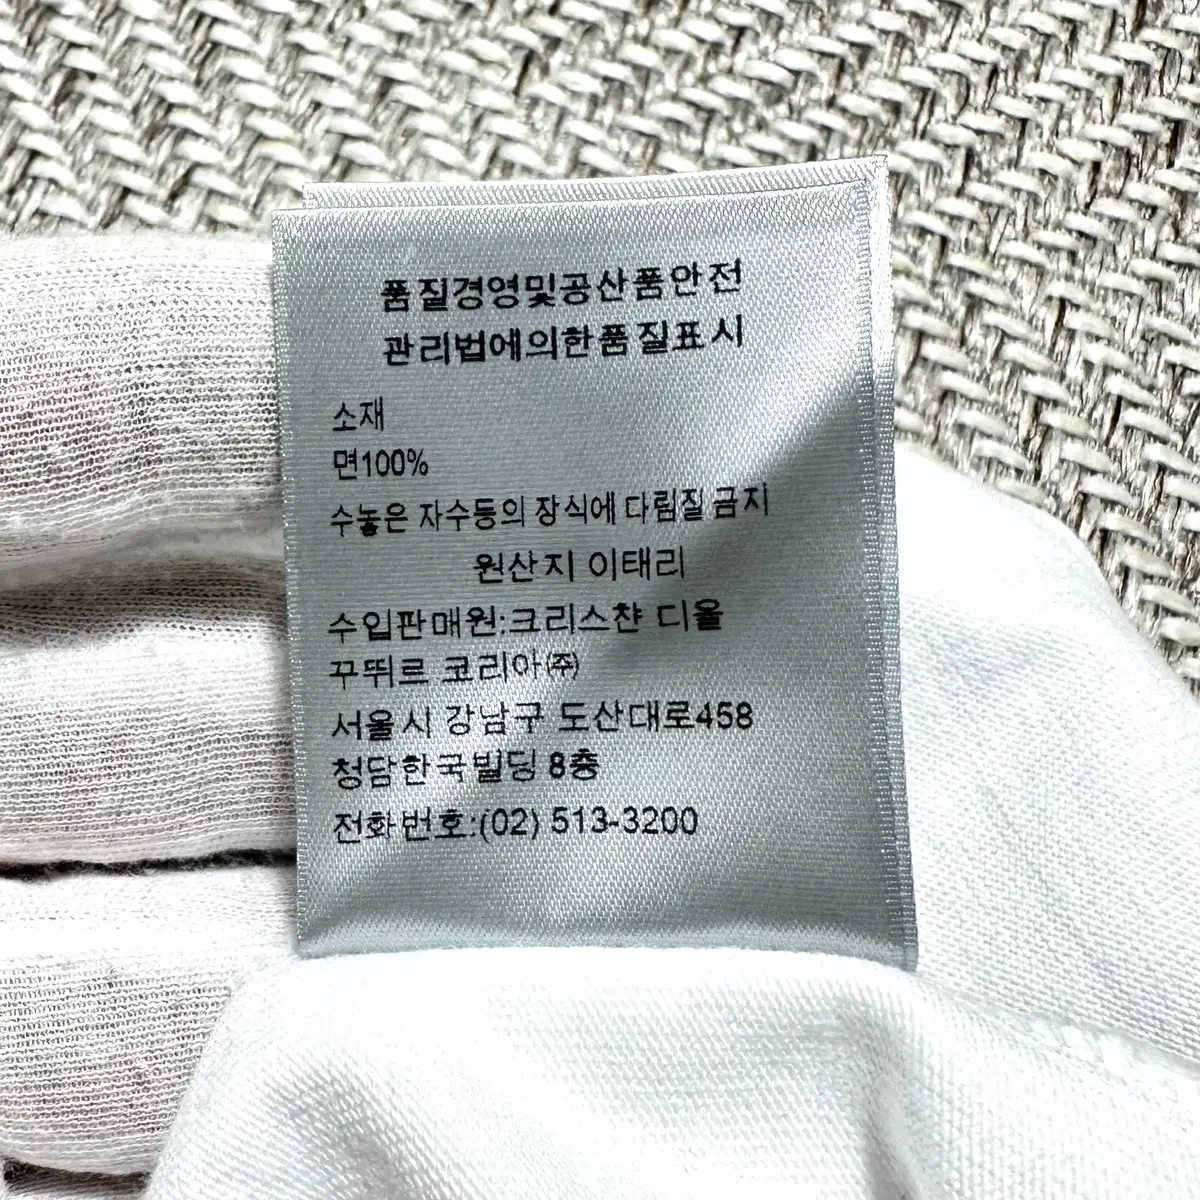 품질경영및공산품안전
관리법에의한품질표시
소재
면100%
수놓은 자수등의 장식에 다림질 금지
원산지 이태리
수입판매원:크리스챤 디올
꾸뛰르 코리아㈜
서울시 강남구 도산대로458
청담한국빌딩 8층
전화번호:(02) 513-3200